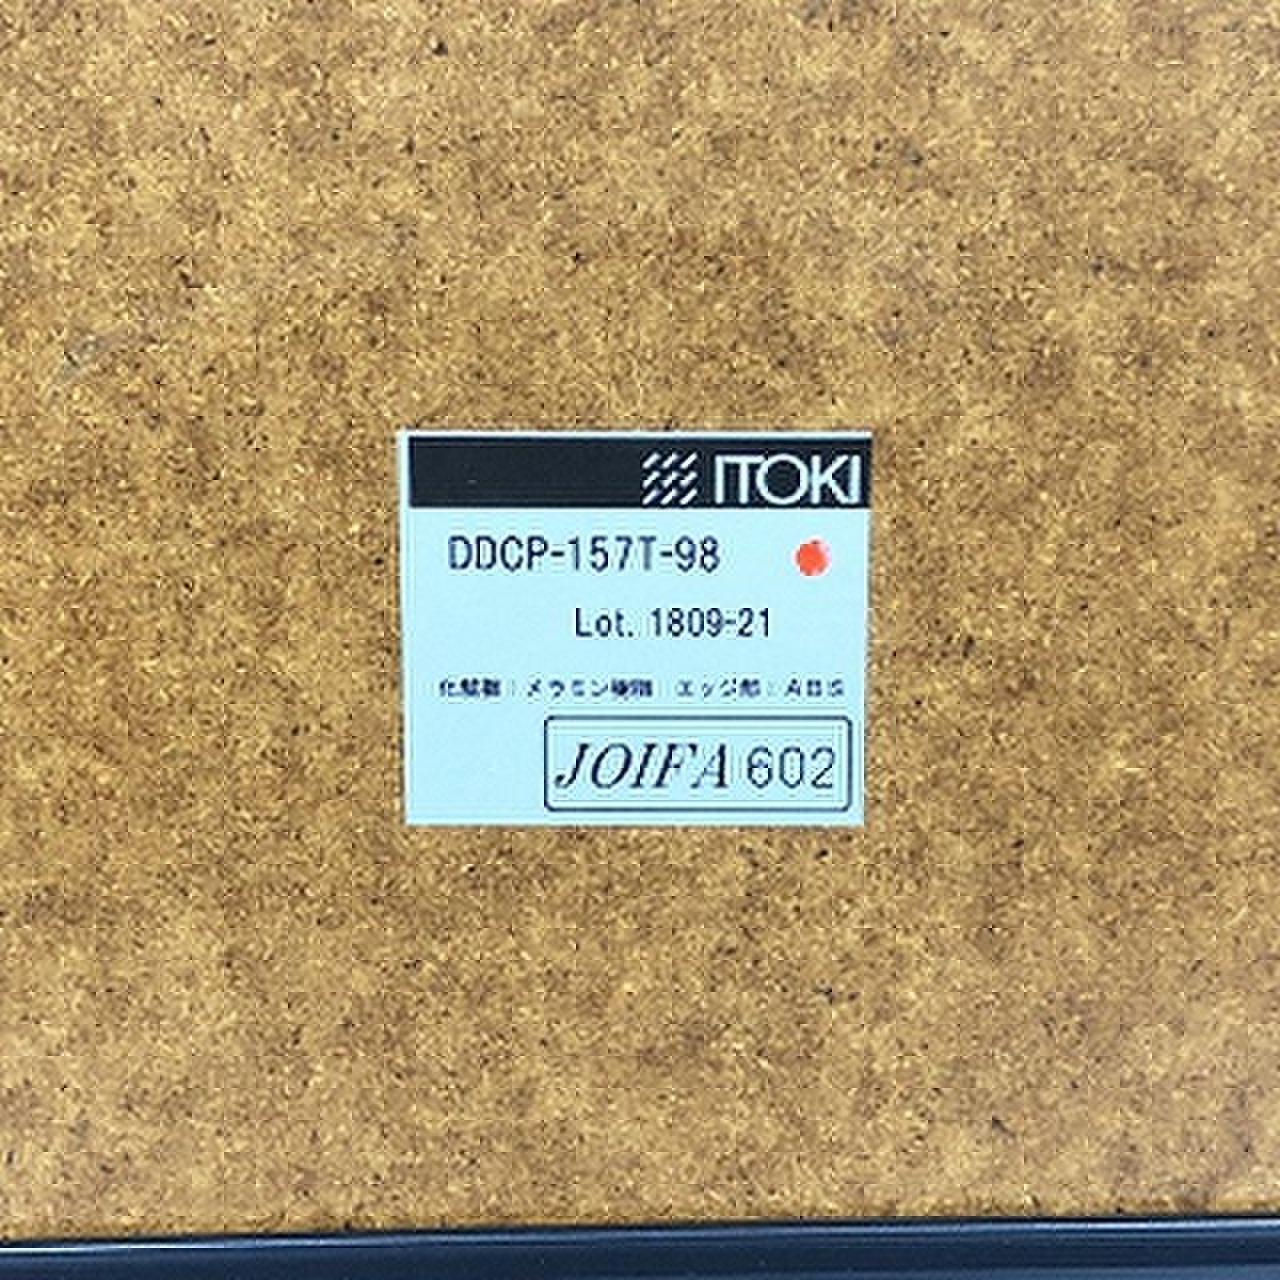 ITOKI
DDCP-157T-98
Lot. 1809-21
化粧面：メラミン樹脂 エッジ部：ABS
JOIFA 602